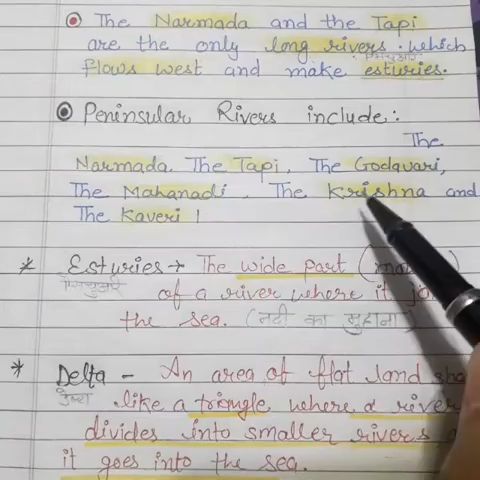 The Narmada and the Tapi
are the only long rivers which
flows west and make esturies.
Peninsular Rivers include:
The
Narmada. The Tapi, The Godavari,
The Mahanadi, The Krishna and
The Kaveri |
* Esturies → The wide part
of a river where it
the sea. (नदी का मुहाना)
* Delta - An area of flat land
डेल्टा
like a triangle where a river
divides into smaller rivers
it goes into the sea.